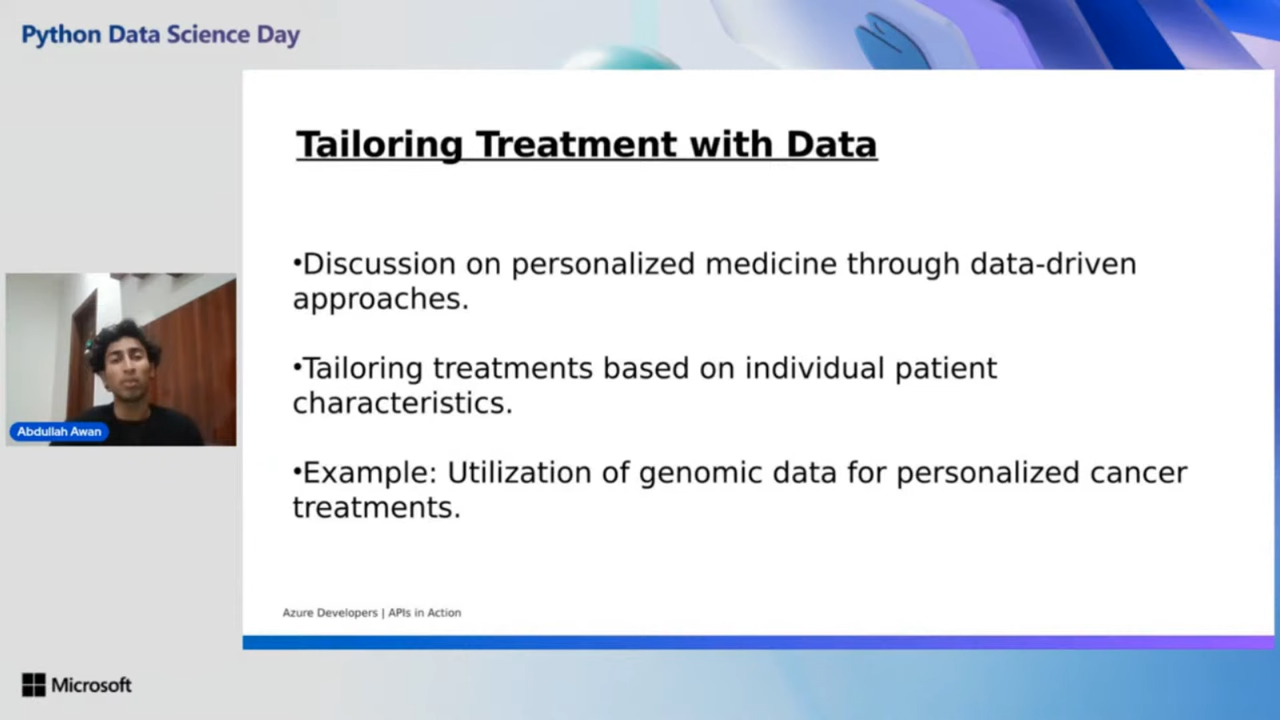 Python Data Science Day
Tailoring Treatment with Data
•Discussion on personalized medicine through data-driven
approaches.
•Tailoring treatments based on individual patient
characteristics.
•Example: Utilization of genomic data for personalized cancer
treatments.
Abdullah Awan
Azure Developers | APIs in Action
Microsoft